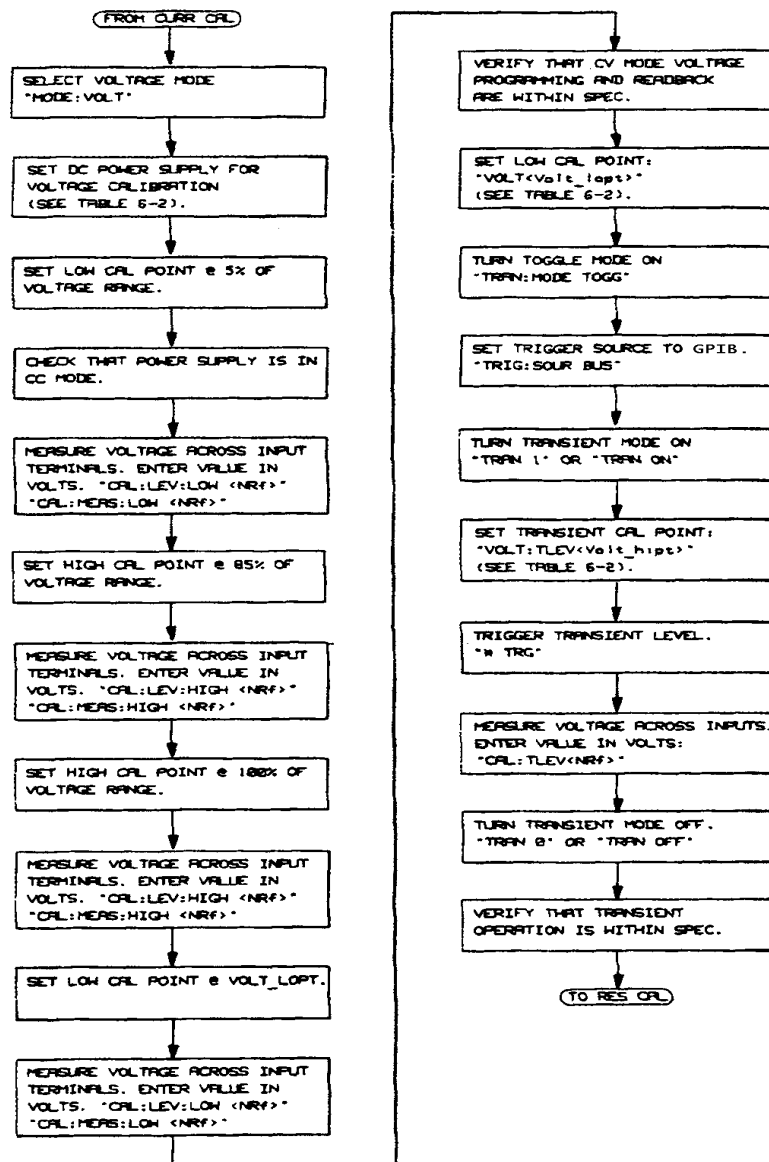 FROM CURR CAL
SELECT VOLTAGE MODE
"MODE:VOLT"
SET DC POWER SUPPLY FOR
VOLTAGE CALIBRATION
(SEE TABLE 6-2).
SET LOW CAL POINT @ 5% OF
VOLTAGE RANGE.
CHECK THAT POWER SUPPLY IS IN
CC MODE.
MEASURE VOLTAGE ACROSS INPUT
TERMINALS. ENTER VALUE IN
VOLTS. "CAL:LEV:LOW <NRf>"
"CAL:MEAS:LOW <NRf>"
SET HIGH CAL POINT @ 85% OF
VOLTAGE RANGE.
MEASURE VOLTAGE ACROSS INPUT
TERMINALS. ENTER VALUE IN
VOLTS. "CAL:LEV:HIGH <NRf>"
"CAL:MEAS:HIGH <NRf>"
SET HIGH CAL POINT @ 100% OF
VOLTAGE RANGE.
MEASURE VOLTAGE ACROSS INPUT
TERMINALS. ENTER VALUE IN
VOLTS. "CAL:LEV:HIGH <NRf>"
"CAL:MEAS:HIGH <NRf>"
SET LOW CAL POINT @ VOLT_LOPT.
MEASURE VOLTAGE ACROSS INPUT
TERMINALS. ENTER VALUE IN
VOLTS. "CAL:LEV:LOW <NRf>"
"CAL:MEAS:LOW <NRf>"
VERIFY THAT CV MODE VOLTAGE
PROGRAMMING AND READBACK
ARE WITHIN SPEC.
SET LOW CAL POINT:
"VOLT<Volt_lopt>"
(SEE TABLE 6-2).
TURN TOGGLE MODE ON
"TRAN:MODE TOGG"
SET TRIGGER SOURCE TO GPIB.
"TRIG:SOUR BUS"
TURN TRANSIENT MODE ON
"TRAN 1" OR "TRAN ON"
SET TRANSIENT CAL POINT:
"VOLT:TLEV<Volt_hipt>"
(SEE TABLE 6-2).
TRIGGER TRANSIENT LEVEL.
"* TRG"
MEASURE VOLTAGE ACROSS INPUTS.
ENTER VALUE IN VOLTS:
"CAL:TLEV<NRf>"
TURN TRANSIENT MODE OFF.
"TRAN 0" OR "TRAN OFF"
VERIFY THAT TRANSIENT
OPERATION IS WITHIN SPEC.
TO RES CAL